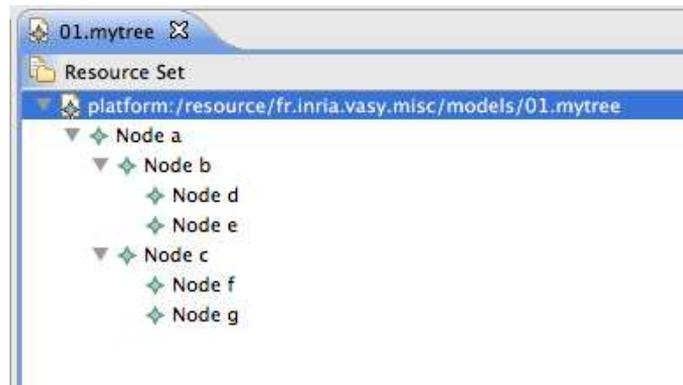 01.mytree
Resource Set
platform:/resource/fr.inria.vasy.misc/models/01.mytree
Node a
Node b
Node d
Node e
Node c
Node f
Node g